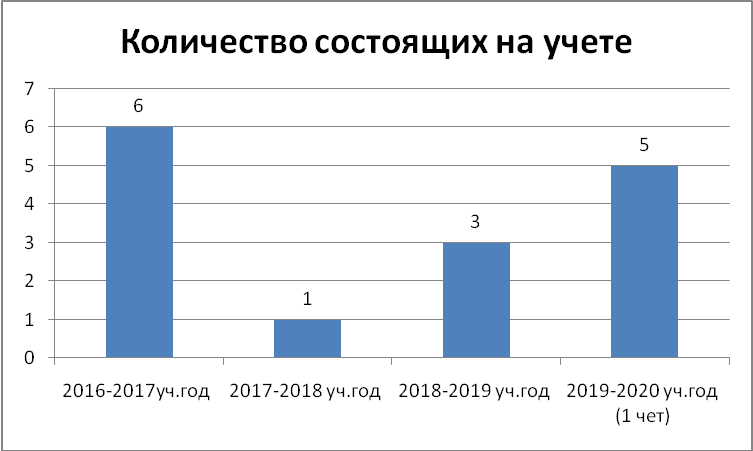 Количество состоящих на учете
7
6
5
4
3
2
1
0
6
1
3
5
2016-2017уч.год
2017-2018 уч.год
2018-2019 уч.год
2019-2020 уч.год
(1 чет)